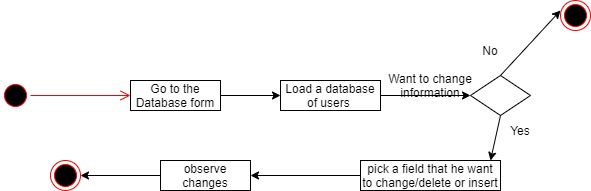 No
Go to the
Database form
Load a database
of users
Want to change
information
Yes
pick a field that he want
to change/delete or insert
observe
changes